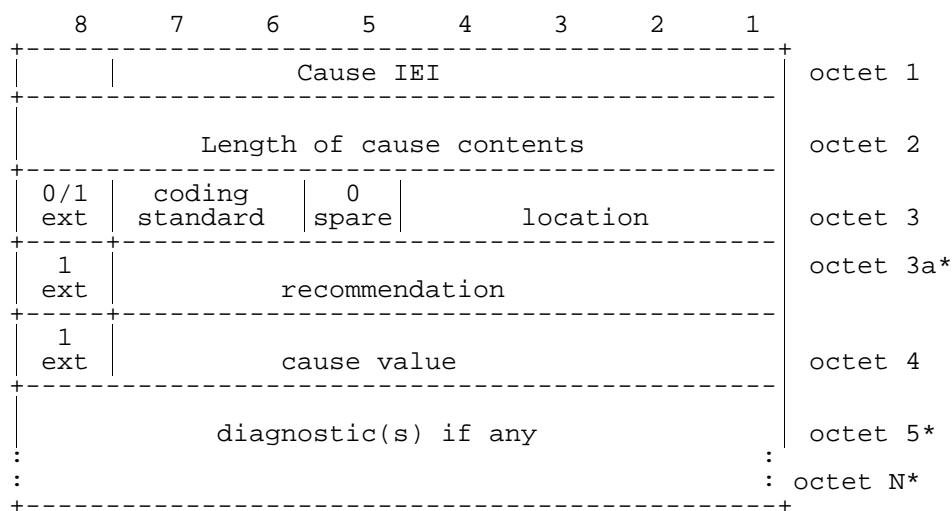 8 7 6 5 4 3 2 1
Cause IEI octet 1
Length of cause contents octet 2
0/1 coding 0
ext standard spare location octet 3
1 octet 3a*
ext recommendation
1
ext cause value octet 4
diagnostic(s) if any octet 5*
: :
: : octet N*